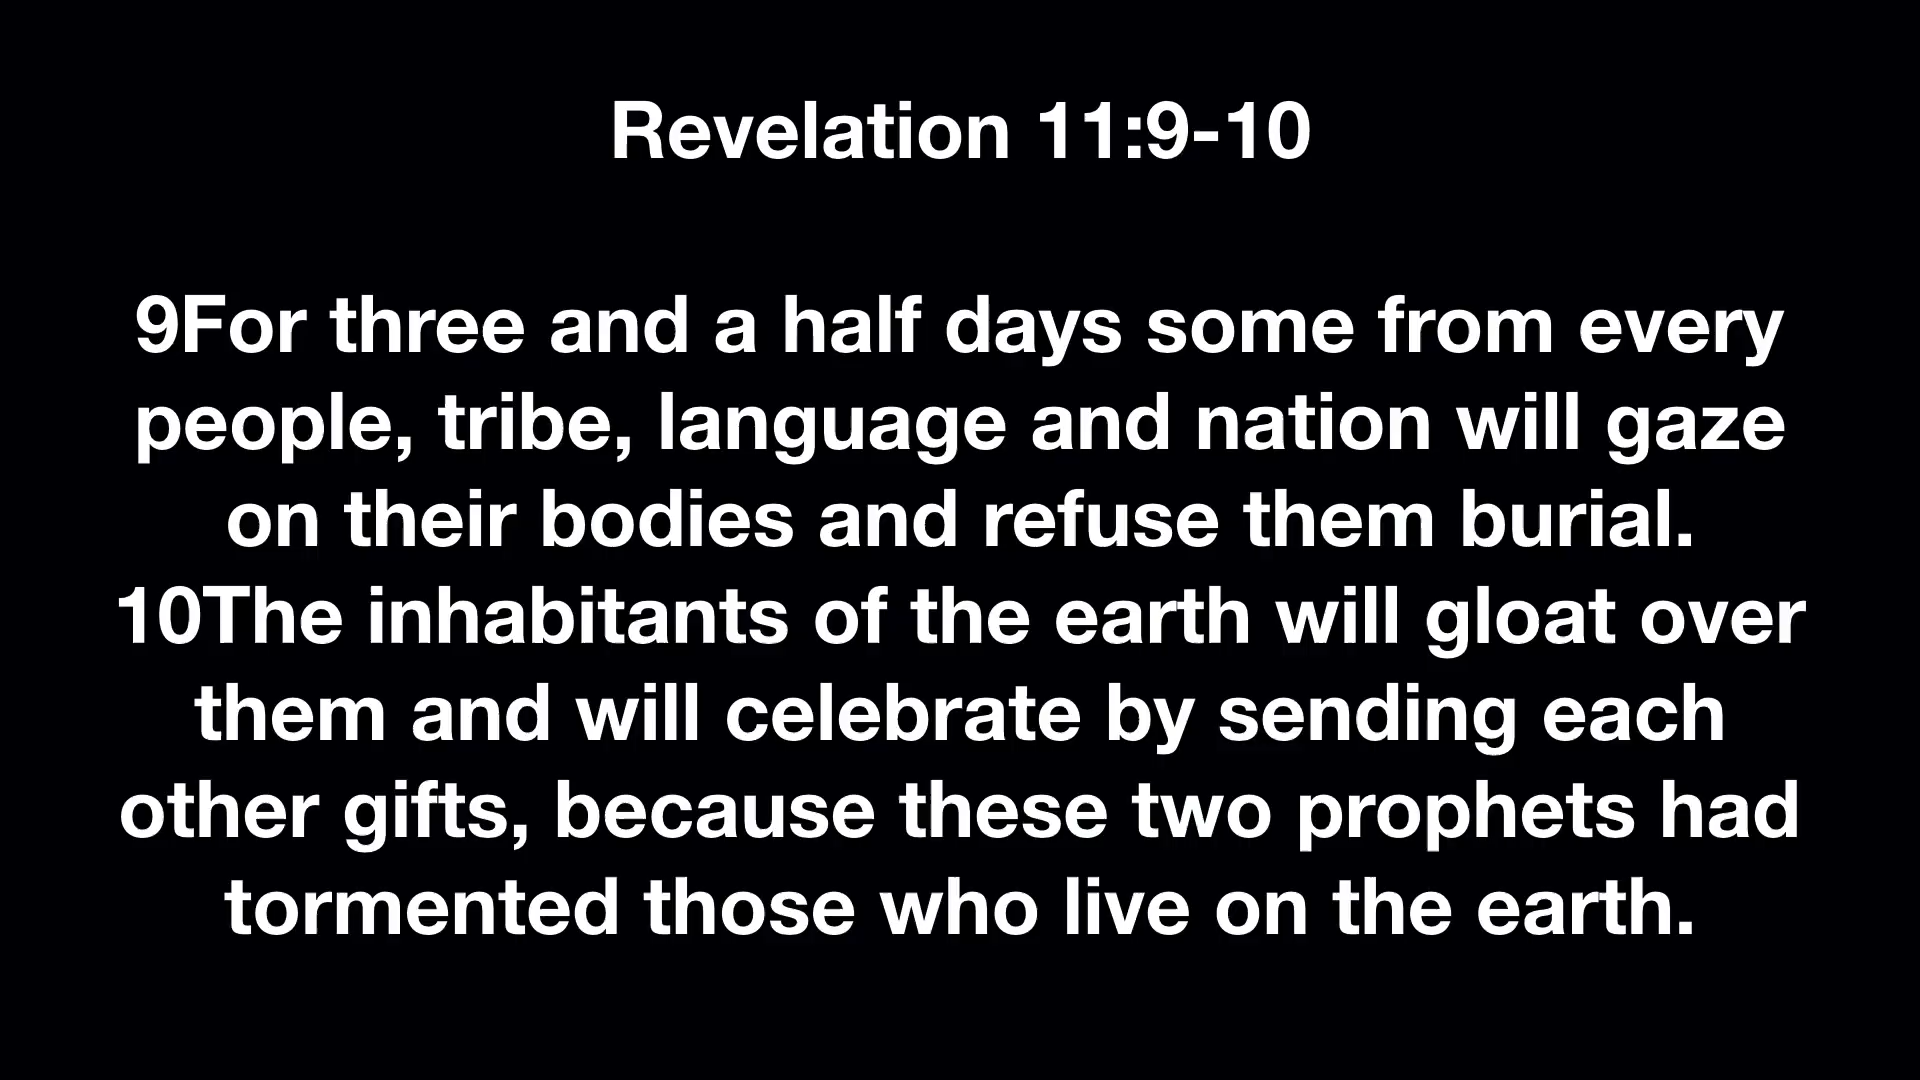 Revelation 11:9-10
9For three and a half days some from every
people, tribe, language and nation will gaze
on their bodies and refuse them burial.
10The inhabitants of the earth will gloat over
them and will celebrate by sending each
other gifts, because these two prophets had
tormented those who live on the earth.